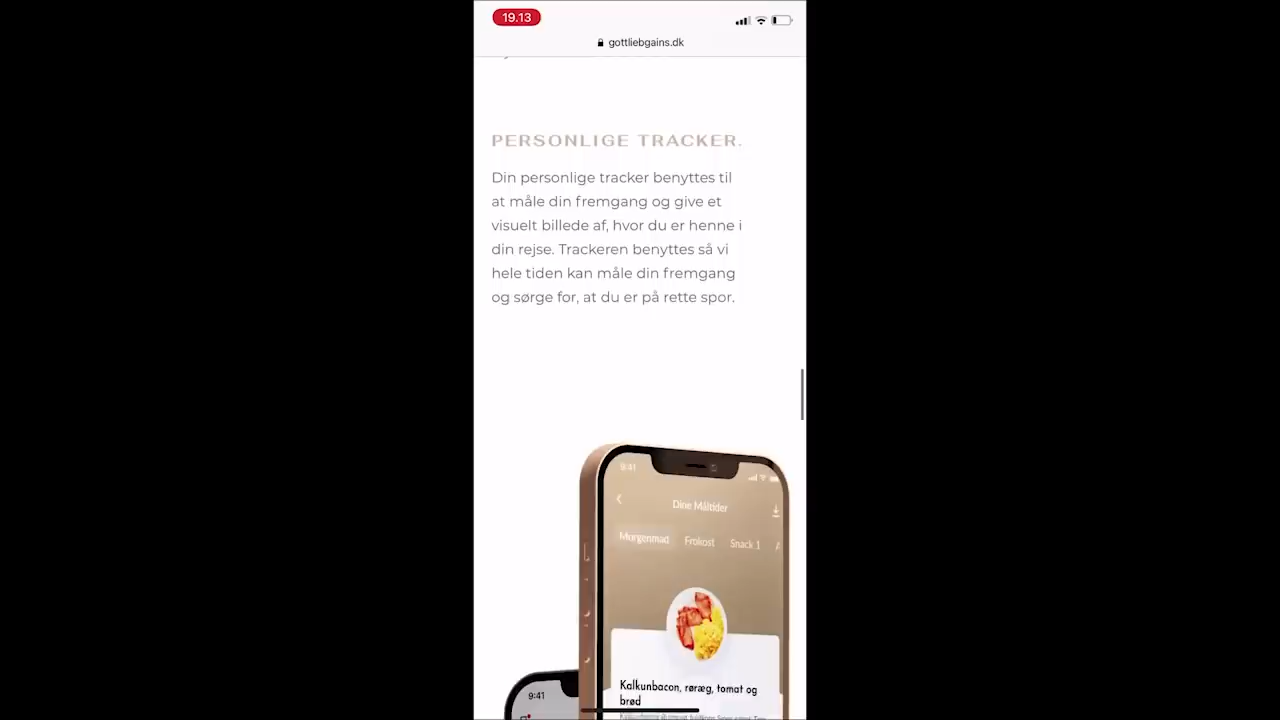 19.13
gottliebgains.dk
PERSONLIGE TRACKER.
Din personlige tracker benyttes til
at måle din fremgang og give et
visuelt billede af, hvor du er henne i
din rejse. Trackeren benyttes så vi
hele tiden kan måle din fremgang
og sørge for, at du er på rette spor.
9:41
Dine Måltider
Morgenmad Frokost Snack 1
Kalkunbacon, røræg, tomat og
brød
9:41